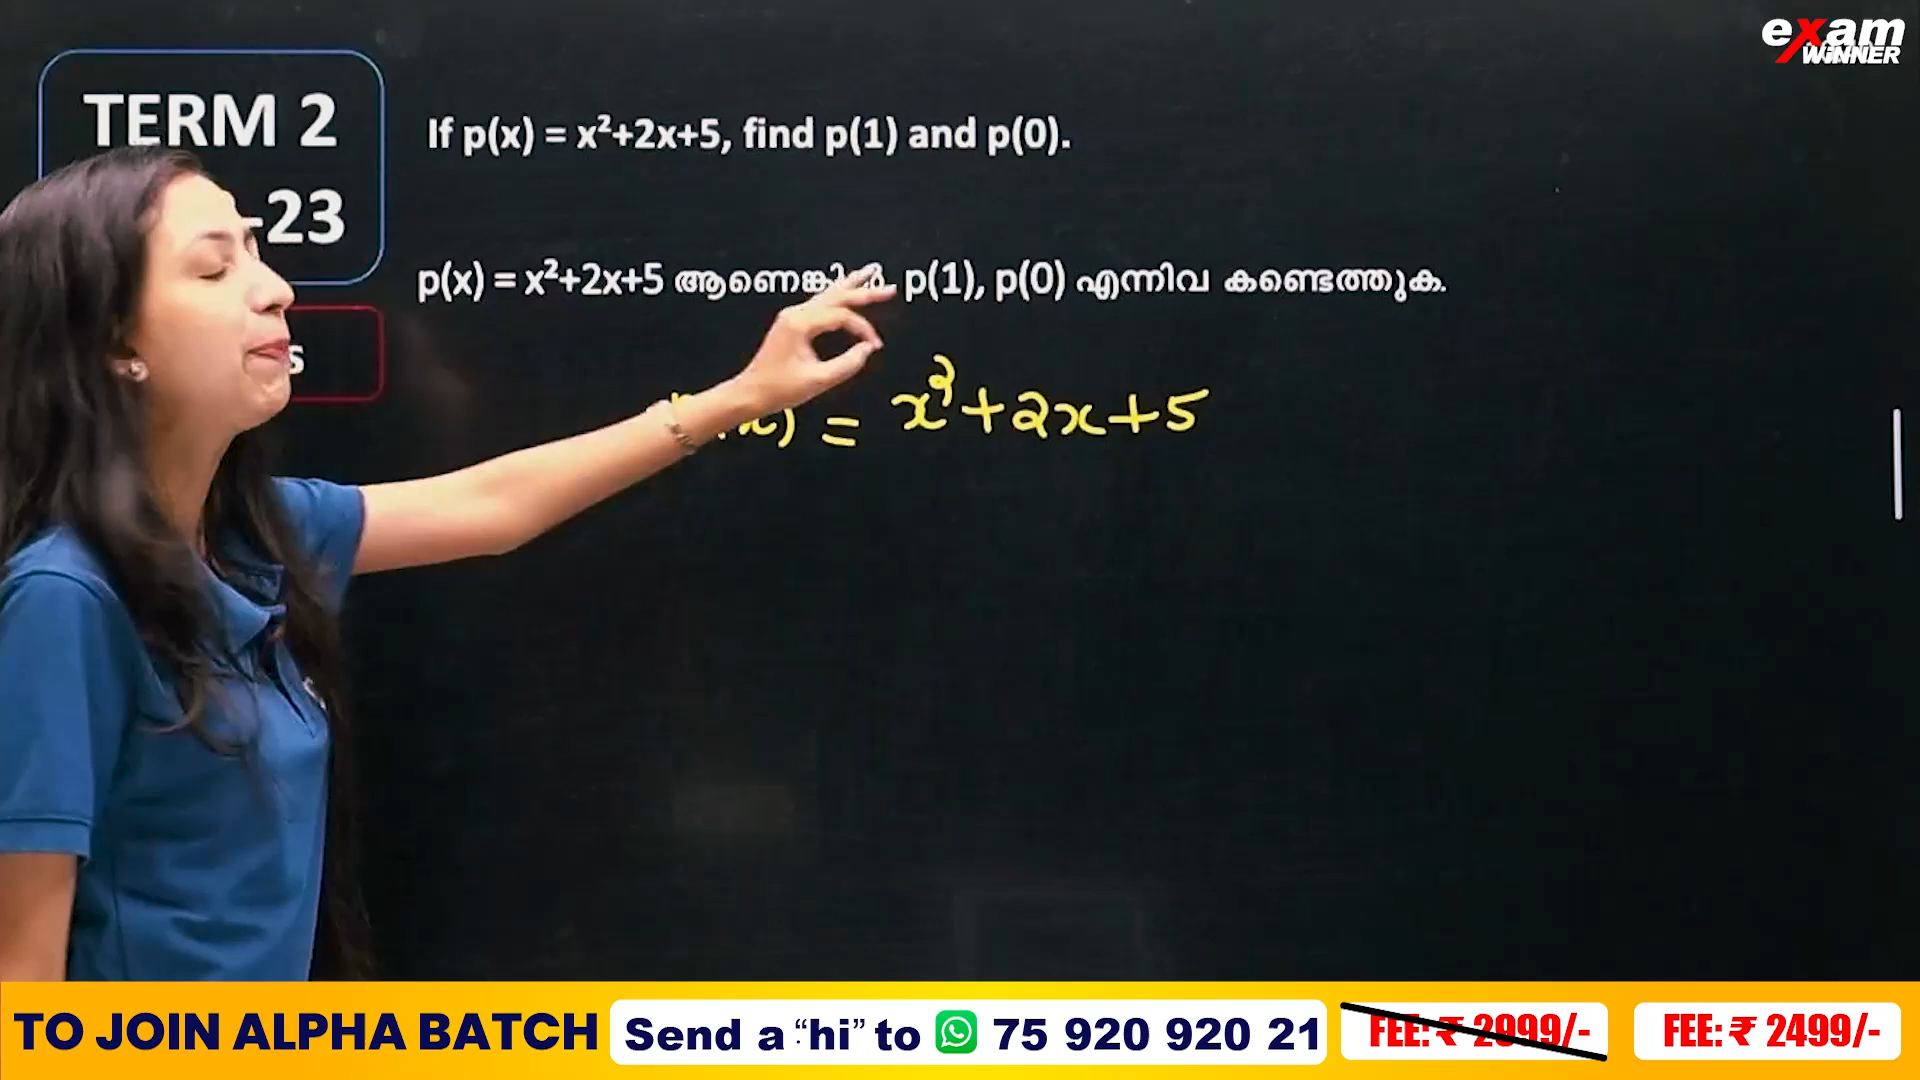 exam
WINNER
TERM 2
-23
If p(x) = x²+2x+5, find p(1) and p(0).
p(x) = x²+2x+5 ആണെങ്കിൽ p(1), p(0) എന്നിവ കണ്ടെത്തുക.
s
(x) = x²+2x+5
TO JOIN ALPHA BATCH
Send a “hi” to 75 920 920 21
FEE: ₹ 2999/-
FEE: ₹ 2499/-